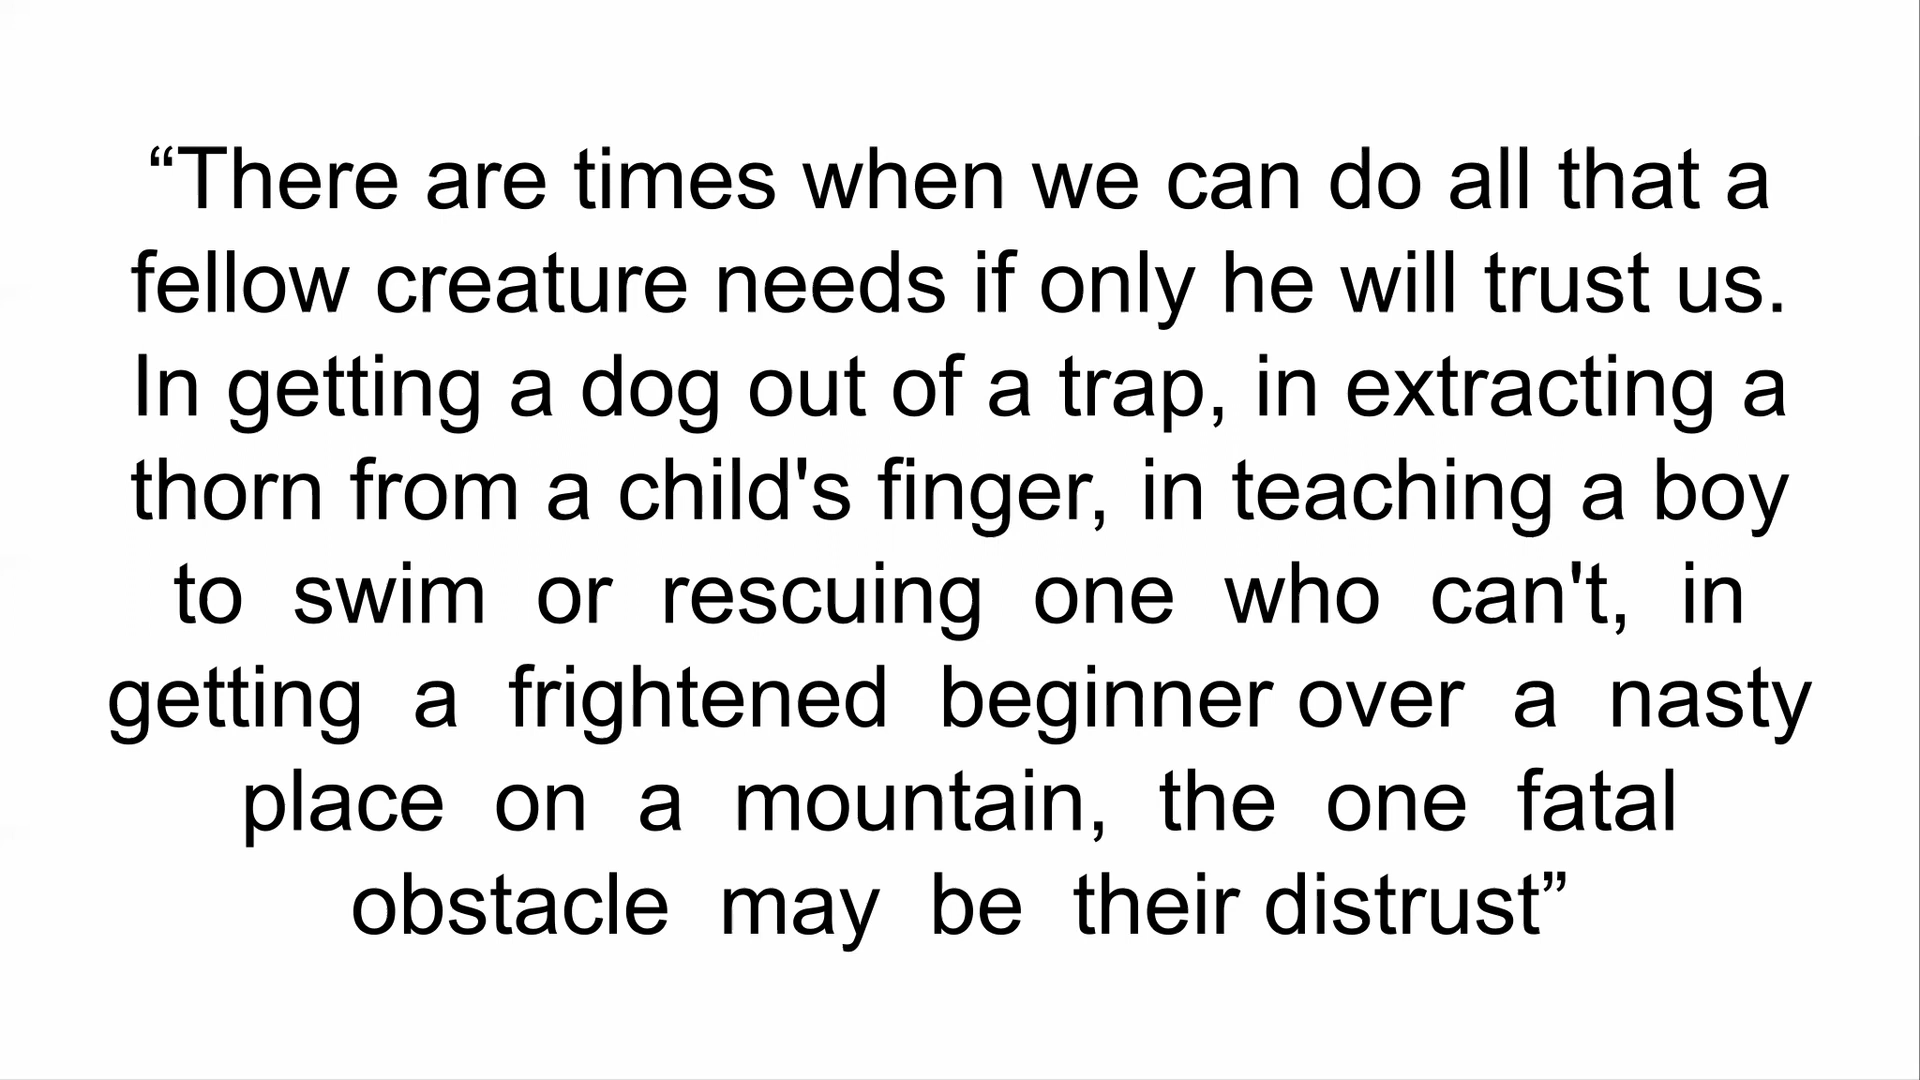 “There are times when we can do all that a
fellow creature needs if only he will trust us.
In getting a dog out of a trap, in extracting a
thorn from a child's finger, in teaching a boy
to swim or rescuing one who can't, in
getting a frightened beginner over a nasty
place on a mountain, the one fatal
obstacle may be their distrust”